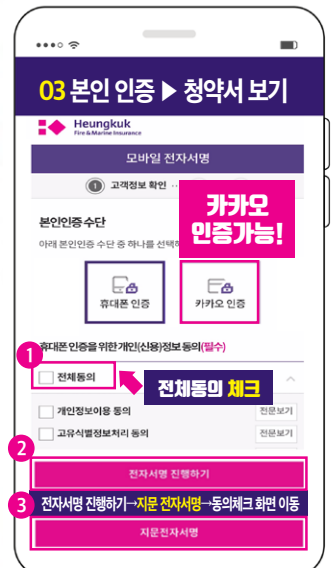 03 본인 인증 ▶ 청약서 보기
Heungkuk
Fire & Marine Insurance
모바일 전자서명
1 고객정보 확인 ··
카카오
인증가능!
본인인증 수단
아래 본인인증 수단 중 하나를 선택하
휴대폰 인증
카카오 인증
1
휴대폰 인증을 위한 개인(신용)정보 동의(필수)
전체동의
전체동의 체크
개인정보이용 동의 전문보기
고유식별정보처리 동의 전문보기
2
전자서명 진행하기
3 전자서명 진행하기→지문 전자서명→동의체크 화면 이동
지문전자서명